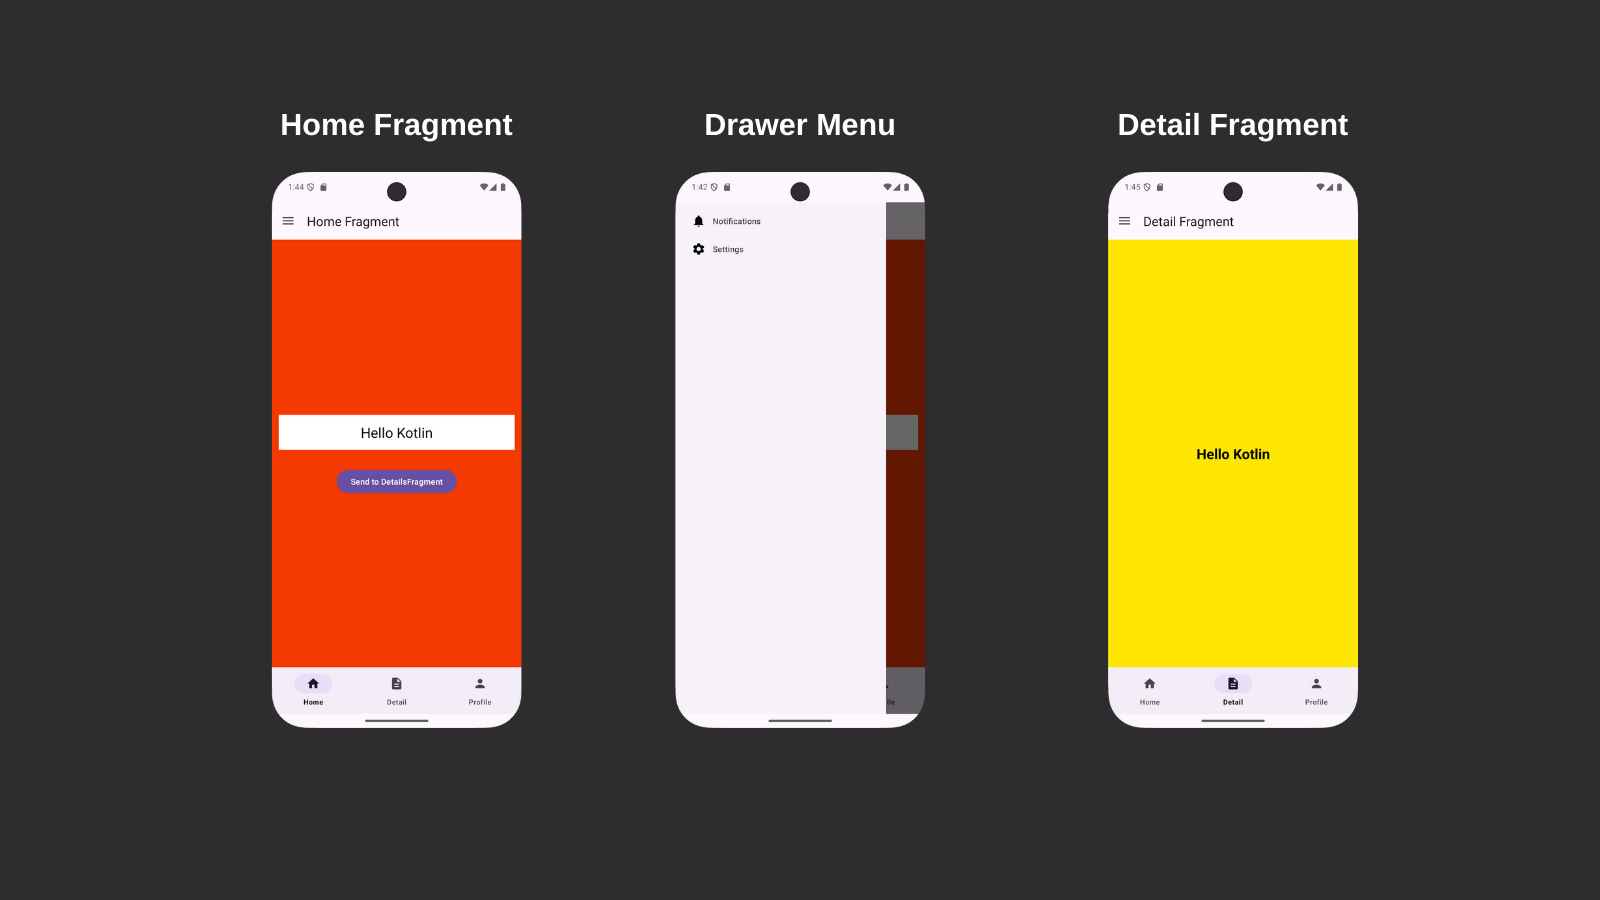 Home Fragment
Drawer Menu
Detail Fragment
1:44
Home Fragment
Hello Kotlin
Send to DetailsFragment
Home
Detail
Profile
1:42
Notifications
Settings
ile
1:45
Detail Fragment
Hello Kotlin
Home
Detail
Profile